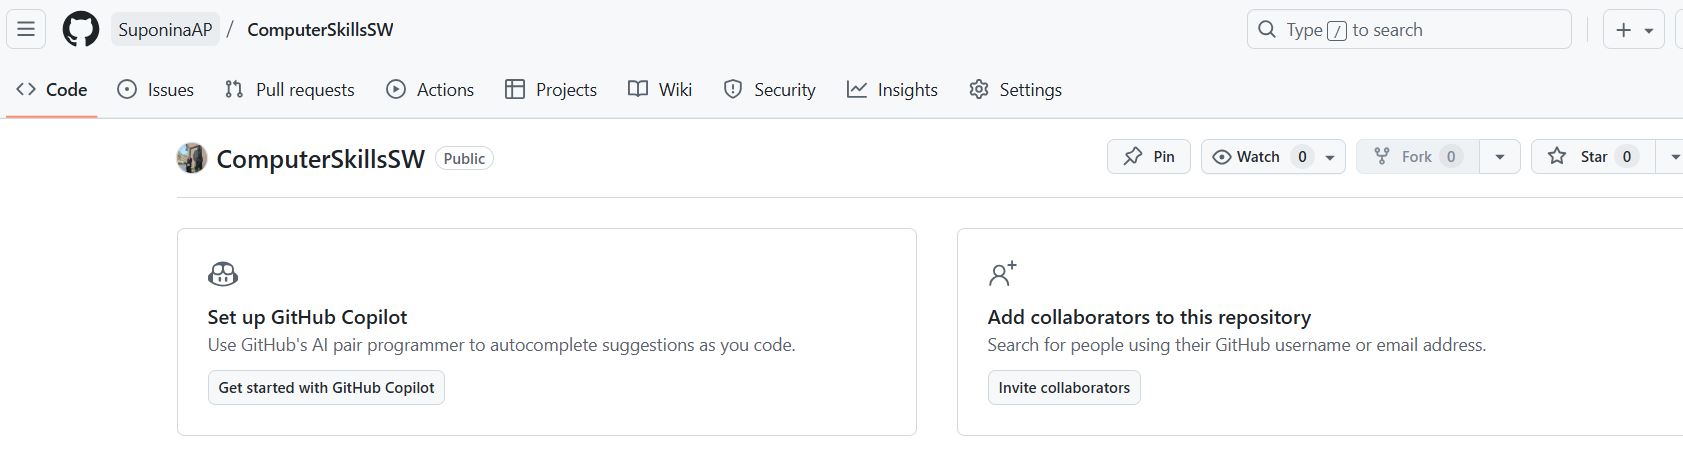 SuponinaAP / ComputerSkillsSW
Type / to search
Code Issues Pull requests Actions Projects Wiki Security Insights Settings
ComputerSkillsSW Public
Pin Watch 0 Fork 0 Star 0
Set up GitHub Copilot
Use GitHub's AI pair programmer to autocomplete suggestions as you code.
Get started with GitHub Copilot
Add collaborators to this repository
Search for people using their GitHub username or email address.
Invite collaborators